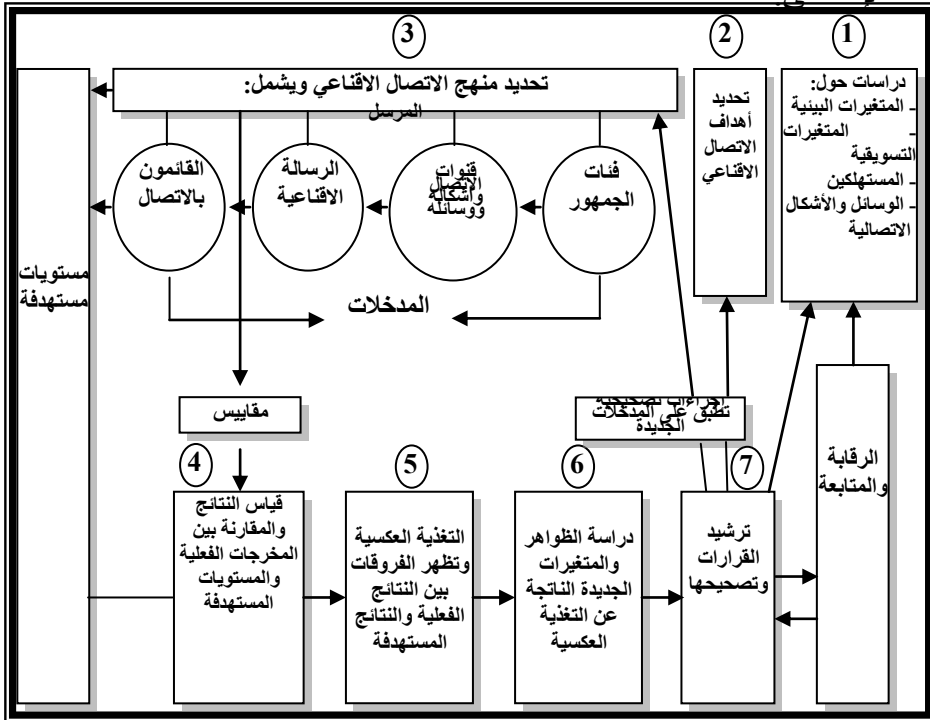 1
دراسات حول:
- المتغيرات البيئية
- المتغيرات
التسويقية
- المستهلكين
- الوسائل والأشكال
الاتصالية
2
تحديد
أهداف
الاتصال
الاقناعي
3
تحديد منهج الاتصال الاقناعي ويشمل:
المرسل
فئات
الجمهور
قنوات
الاتصال
وأشكاله
ووسائله
الرسالة
الاقناعية
القائمون
بالاتصال
المدخلات
مستويات
مستهدفة
مقاييس
4
قياس النتائج
والمقارنة بين
المخرجات الفعلية
والمستويات
المستهدفة
5
التغذية العكسية
وتظهر الفروقات
بين النتائج
الفعلية والنتائج
المستهدفة
6
دراسة الظواهر
والمتغيرات
الجديدة الناتجة
عن التغذية
العكسية
7
ترشيد
القرارات
وتصحيحها
إجراءات تصحيحية
تطبق على المدخلات
الجديدة
الرقابة
والمتابعة